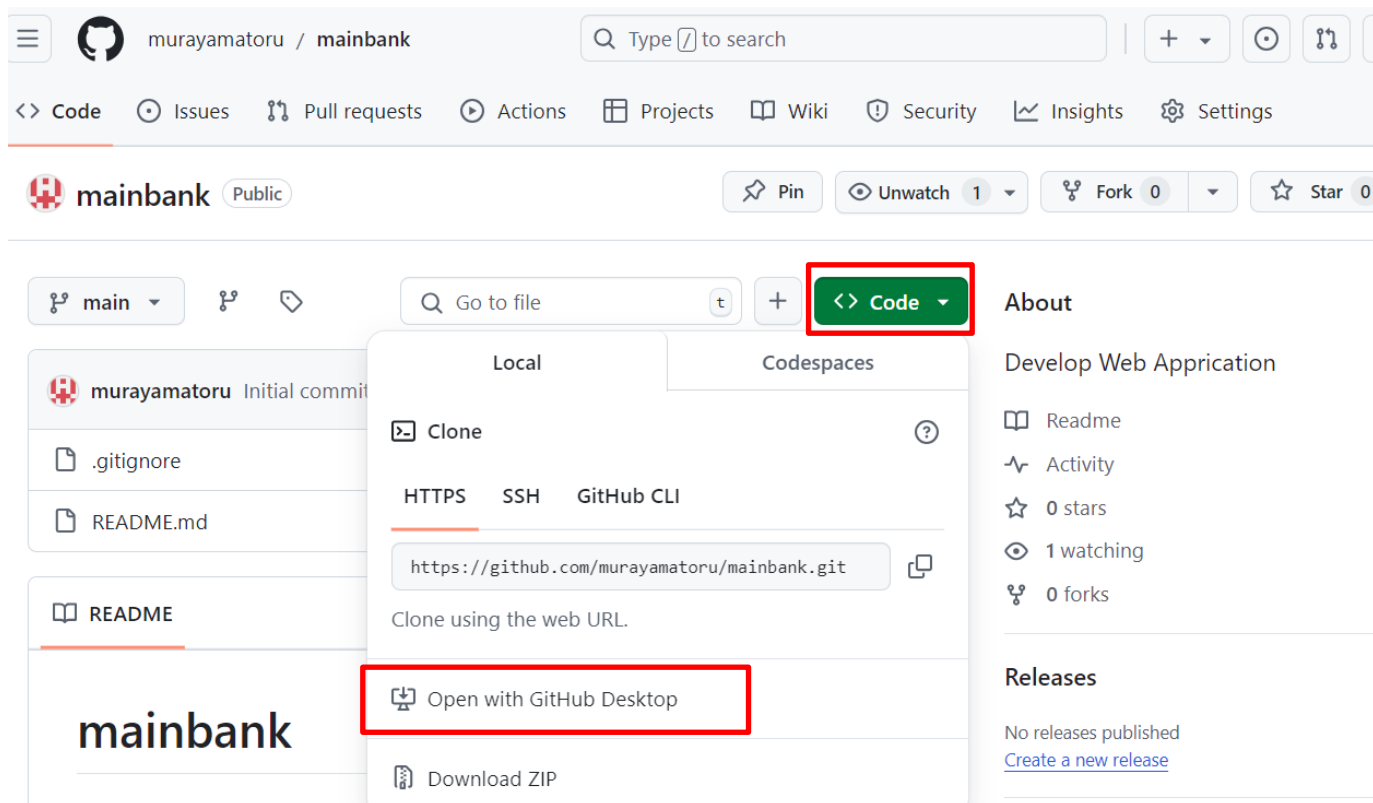 murayamatoru / mainbank
Type / to search
Code Issues Pull requests Actions Projects Wiki Security Insights Settings
mainbank Public
Pin Unwatch 1 Fork 0 Star 0
main Go to file t + Code
About
Local Codespaces
Develop Web Apprication
murayamatoru Initial commit
Clone
Readme
.gitignore
Activity
HTTPS SSH GitHub CLI
0 stars
README.md
1 watching
https://github.com/murayamatoru/mainbank.git
0 forks
README
Clone using the web URL.
Releases
Open with GitHub Desktop
mainbank
No releases published
Create a new release
Download ZIP